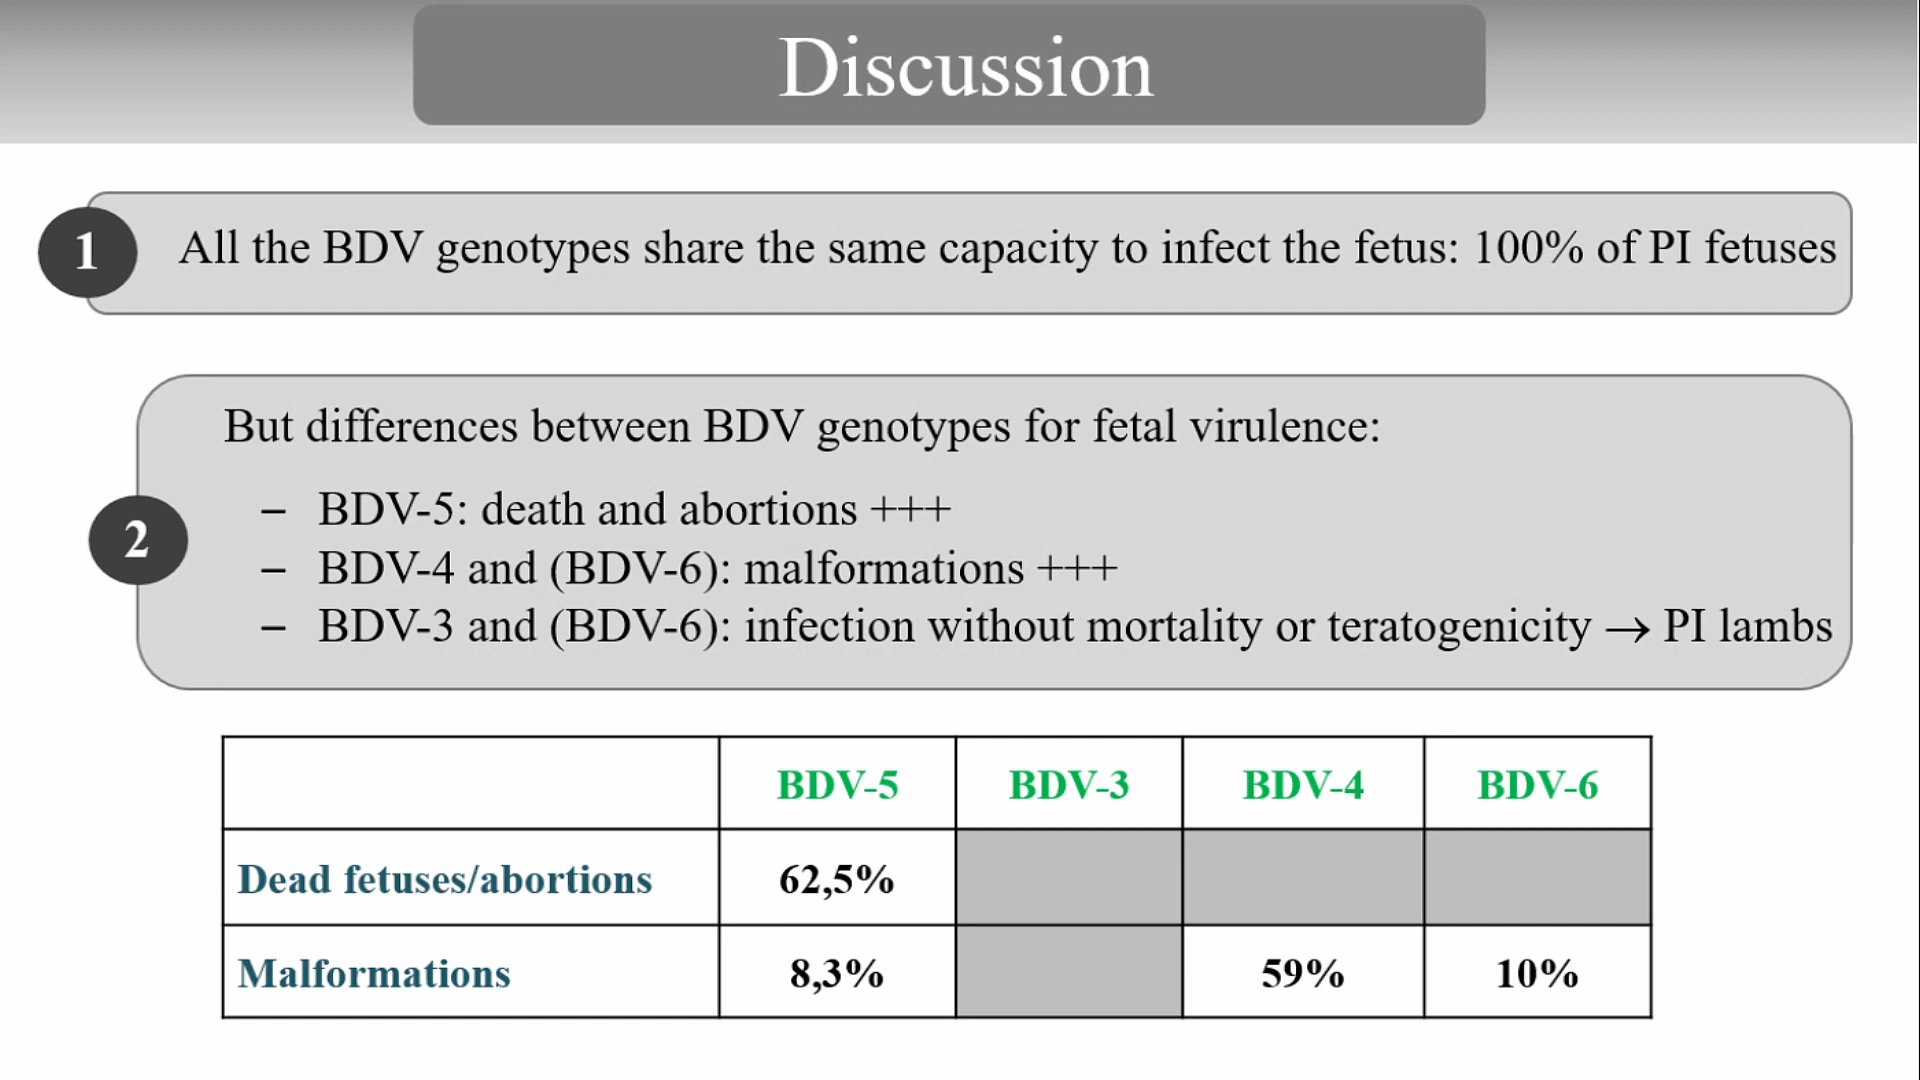 Discussion
1
All the BDV genotypes share the same capacity to infect the fetus: 100% of PI fetuses
2
But differences between BDV genotypes for fetal virulence:
– BDV-5: death and abortions +++
– BDV-4 and (BDV-6): malformations +++
– BDV-3 and (BDV-6): infection without mortality or teratogenicity → PI lambs
BDV-5 BDV-3 BDV-4 BDV-6
Dead fetuses/abortions 62,5%
Malformations 8,3% 59% 10%